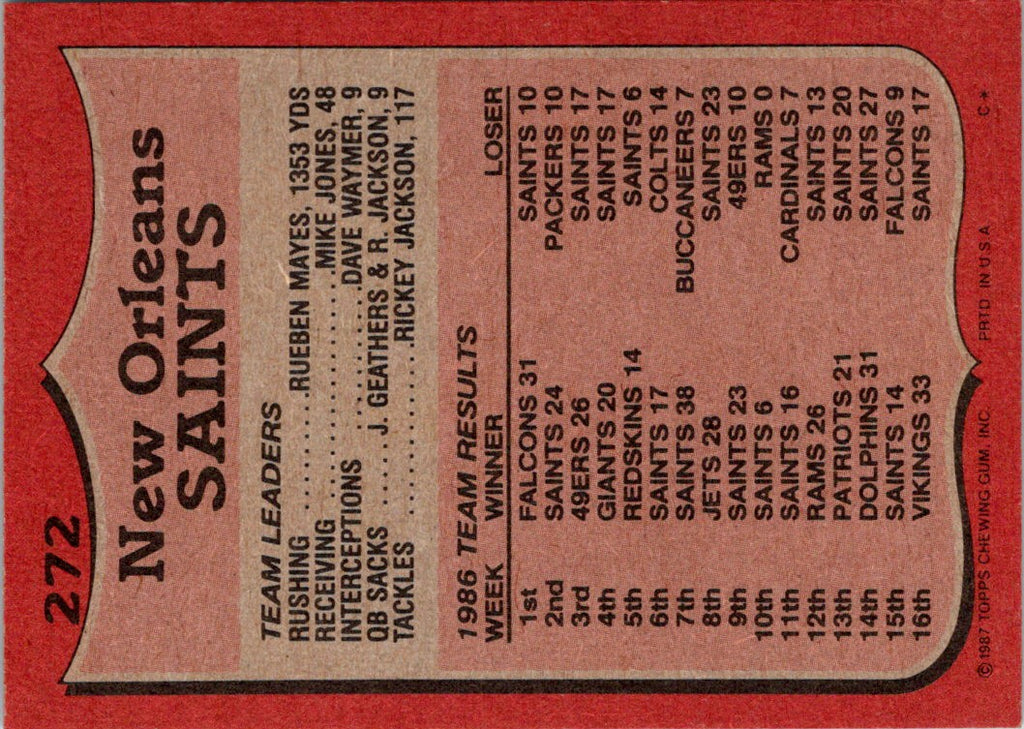 272
New Orleans
SAINTS
TEAM LEADERS
RUSHING ..........RUEBEN MAYES, 1353 YDS
RECEIVING ....................MIKE JONES, 48
INTERCEPTIONS .............DAVE WAYMER, 9
QB SACKS ..... J. GEATHERS & R. JACKSON, 9
TACKLES ..............RICKEY JACKSON, 117
1986 TEAM RESULTS
WEEK WINNER LOSER
1st FALCONS 31 SAINTS 10
2nd SAINTS 24 PACKERS 10
3rd 49ERS 26 SAINTS 17
4th GIANTS 20 SAINTS 17
5th REDSKINS 14 SAINTS 6
6th SAINTS 17 COLTS 14
7th SAINTS 38 BUCCANEERS 7
8th JETS 28 SAINTS 23
9th SAINTS 23 49ERS 10
10th SAINTS 6 RAMS 0
11th SAINTS 16 CARDINALS 7
12th RAMS 26 SAINTS 13
13th PATRIOTS 21 SAINTS 20
14th DOLPHINS 31 SAINTS 27
15th SAINTS 14 FALCONS 9
16th VIKINGS 33 SAINTS 17
© 1987 TOPPS CHEWING GUM INC. PRTD IN U S A C*